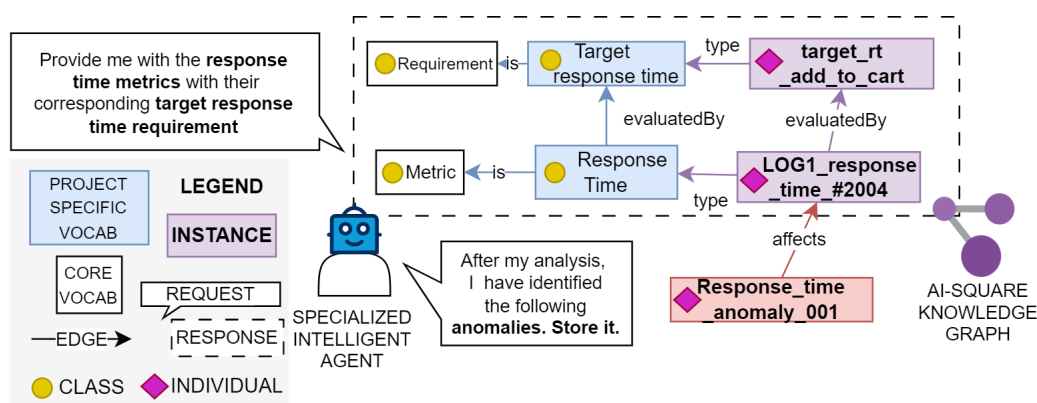 Provide me with the response
time metrics with their
corresponding target response
time requirement
Requirement
is
Target
response time
type
target_rt
_add_to_cart
evaluatedBy
evaluatedBy
Metric
is
Response
Time
type
LOG1_response
_time_#2004
affects
Response_time
_anomaly_001
AI-SQUARE
KNOWLEDGE
GRAPH
After my analysis,
I have identified
the following
anomalies. Store it.
SPECIALIZED
INTELLIGENT
AGENT
PROJECT
SPECIFIC
VOCAB
LEGEND
INSTANCE
CORE
VOCAB
REQUEST
EDGE
RESPONSE
CLASS
INDIVIDUAL